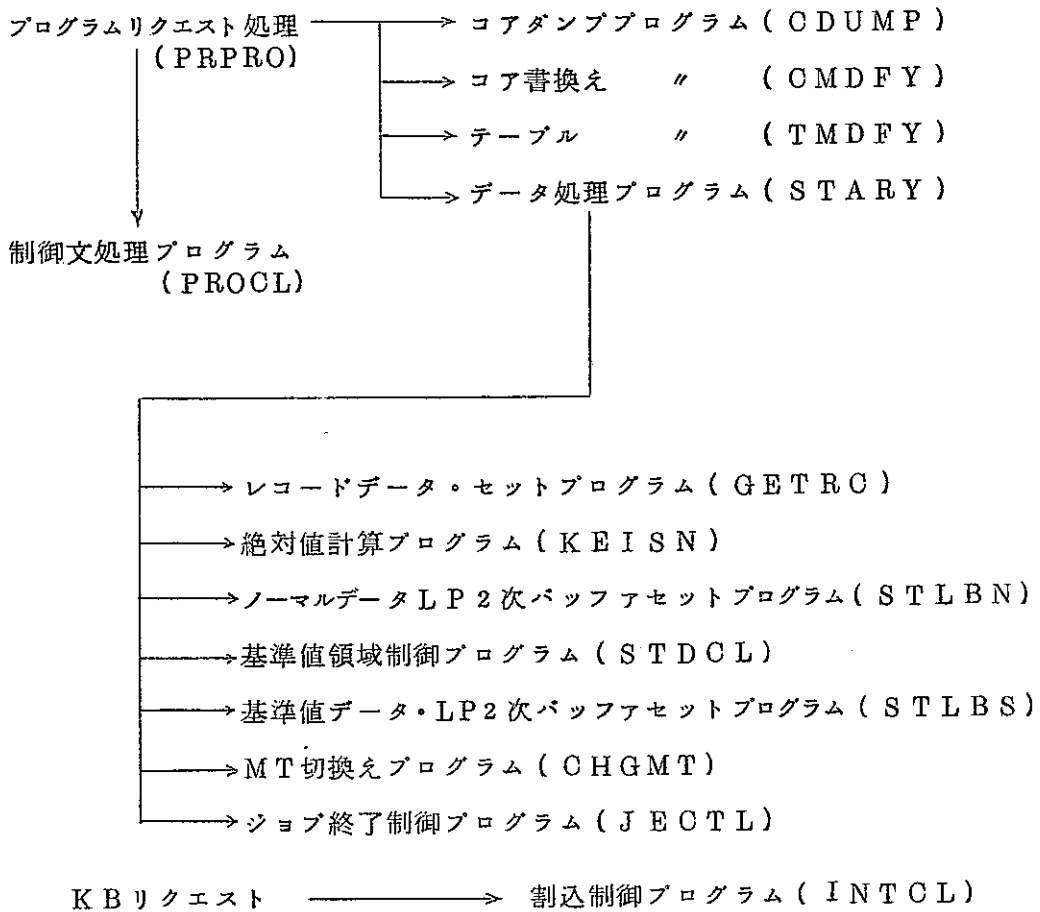 プログラムリクエスト処理
(PRPRO)
コアダンププログラム(CDUMP)
コア書換え 〃 (CMDFY)
テーブル 〃 (TMDFY)
データ処理プログラム(STARY)
制御文処理プログラム
(PROCL)
レコードデータ・セットプログラム(GETRC)
絶対値計算プログラム(KEISN)
ノーマルデータLP2次バッファセットプログラム(STLBN)
基準値領域制御プログラム(STDCL)
基準値データ・LP2次バッファセットプログラム(STLBS)
MT切換えプログラム(CHGMT)
ジョブ終了制御プログラム(JECTL)
KBリクエスト 割込制御プログラム(INTCL)